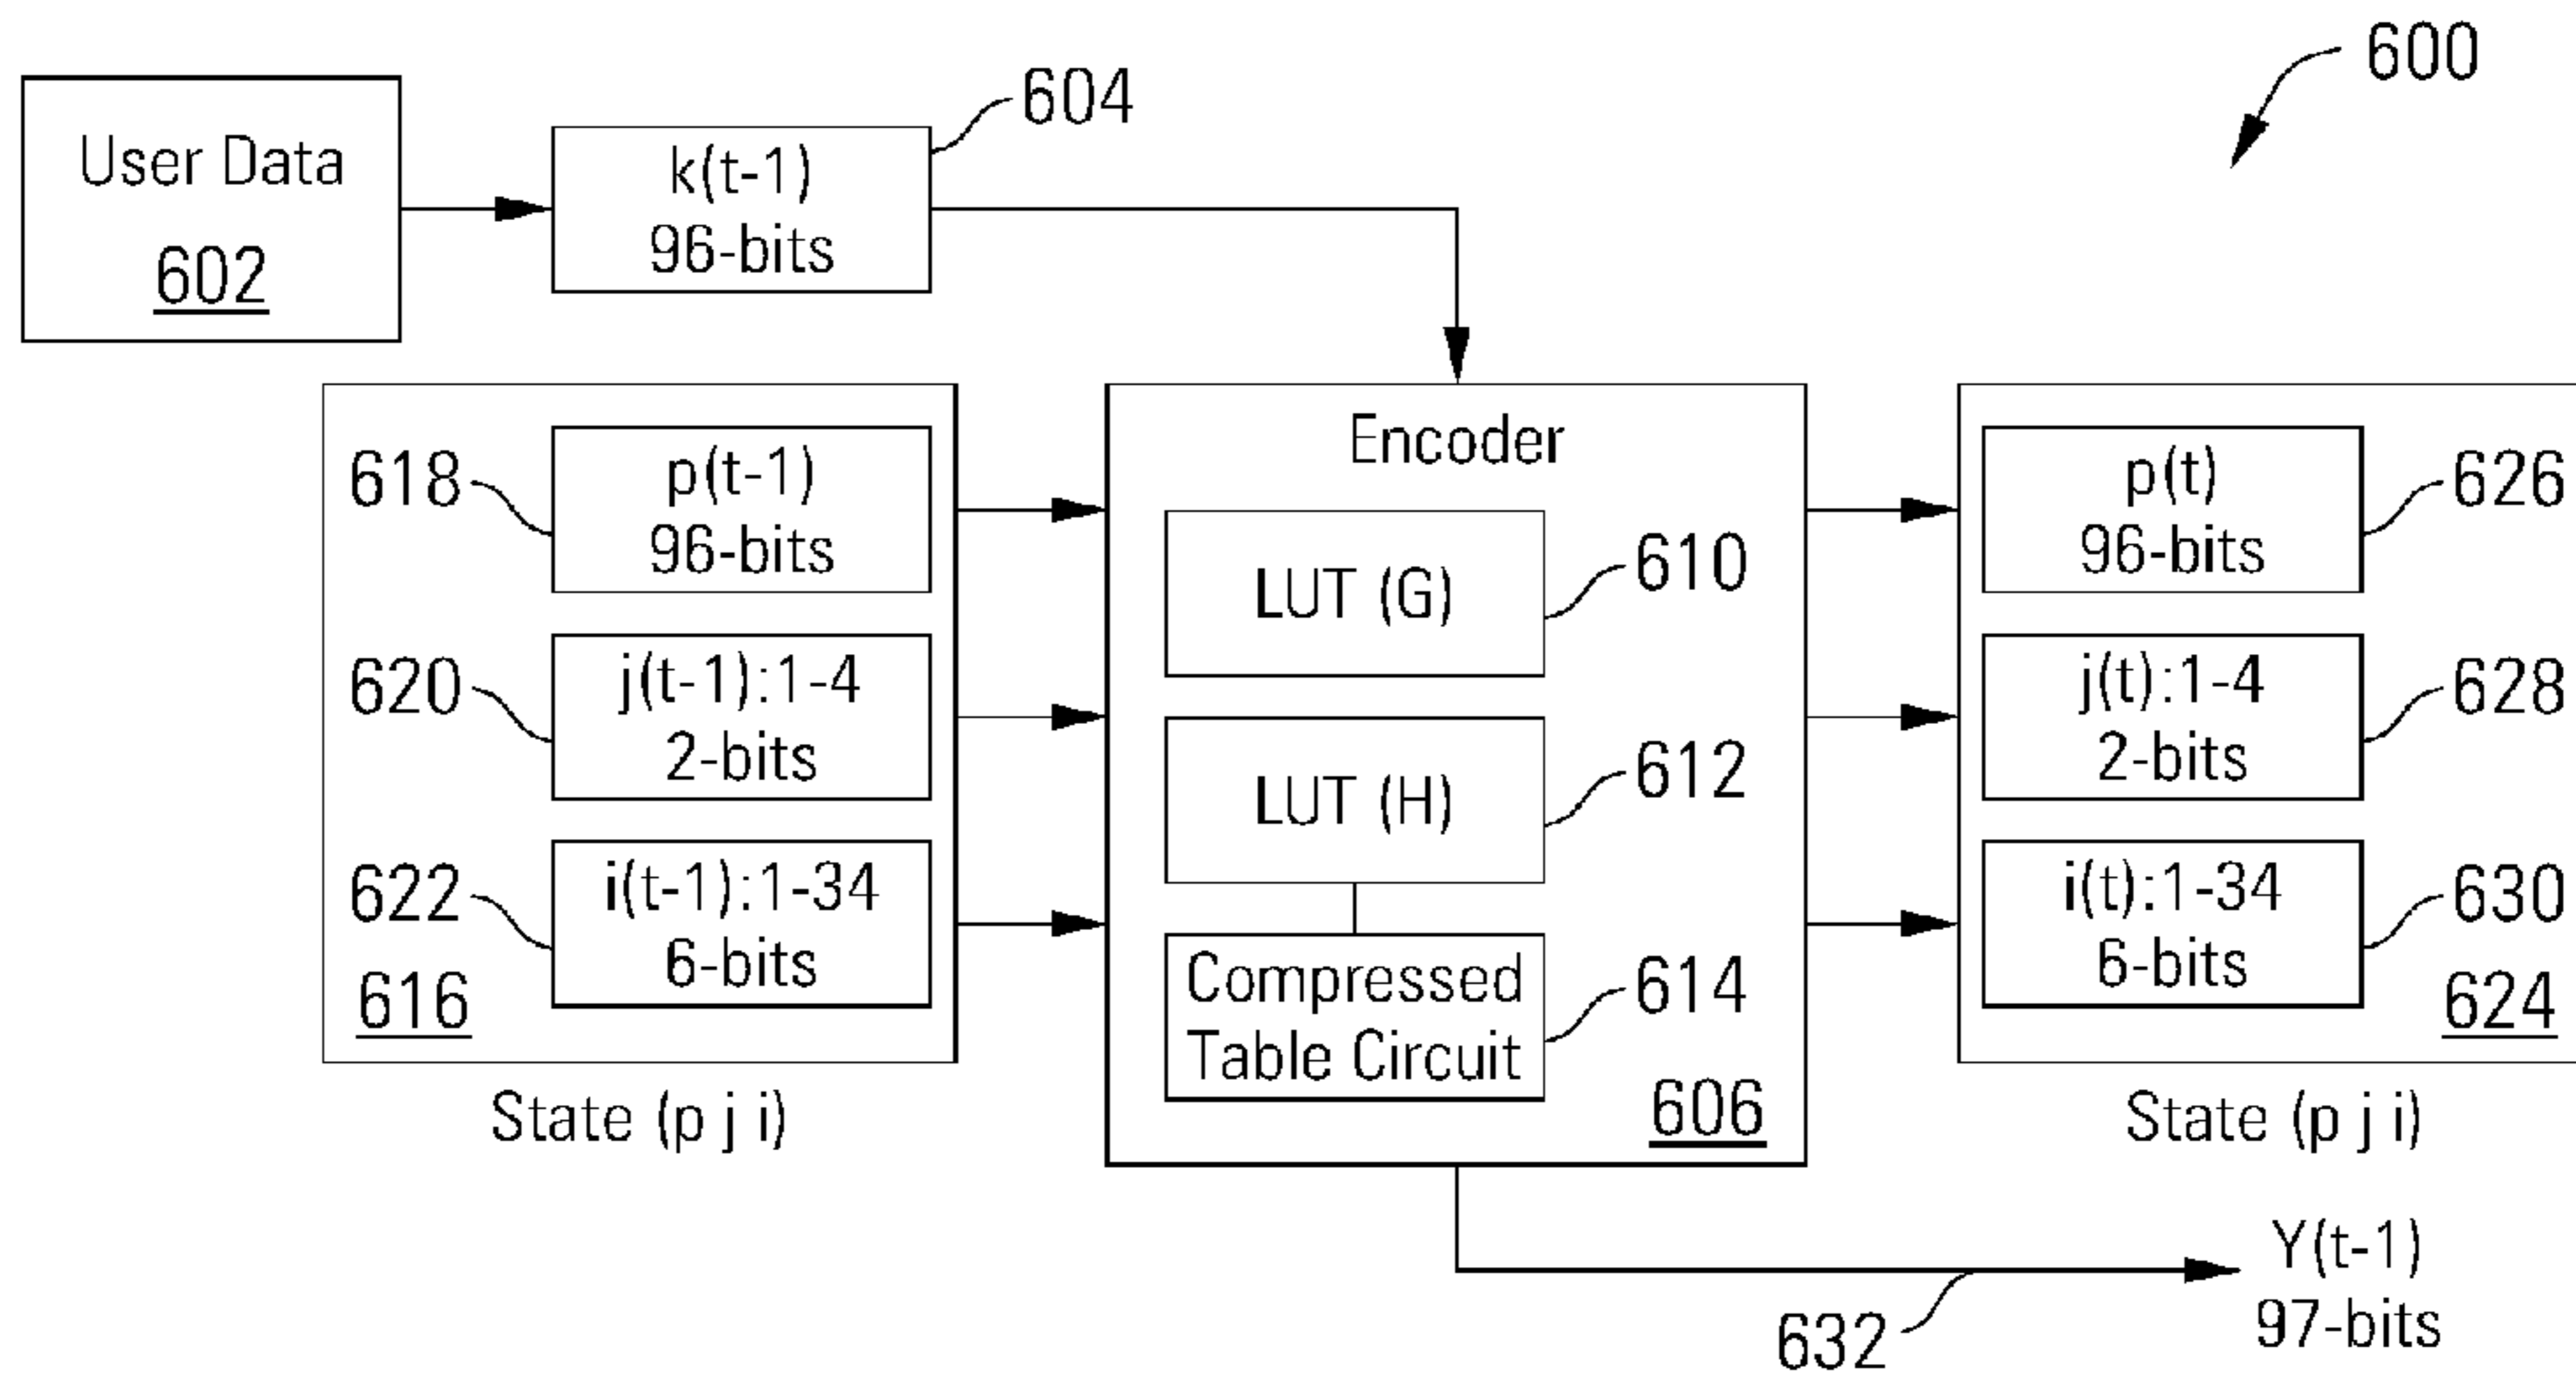 600
User Data
602
k(t-1)
96-bits
604
618
p(t-1)
96-bits
620
j(t-1):1-4
2-bits
622
i(t-1):1-34
6-bits
616
State (p j i)
Encoder
LUT (G)
610
LUT (H)
612
Compressed
Table Circuit
614
606
p(t)
96-bits
626
j(t):1-4
2-bits
628
i(t):1-34
6-bits
630
624
State (p j i)
632
Y(t-1)
97-bits